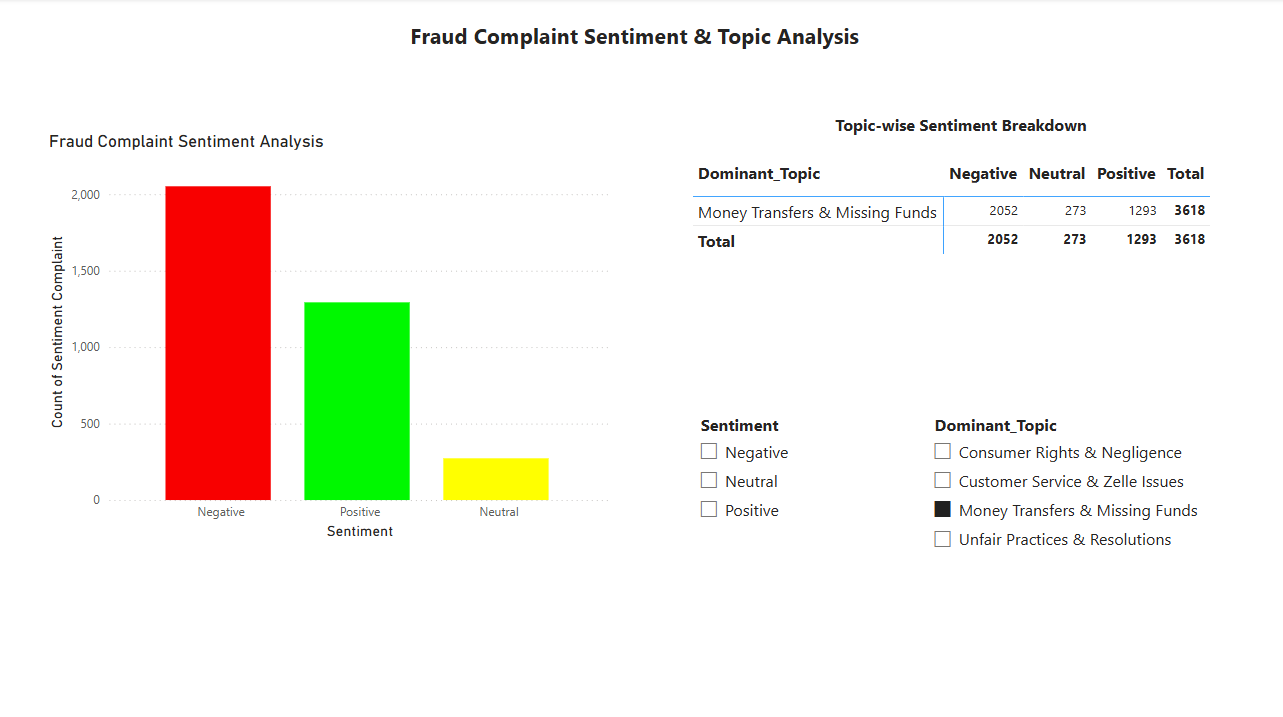 Fraud Complaint Sentiment & Topic Analysis
Fraud Complaint Sentiment Analysis
Count of Sentiment Complaint
2,000
1,500
1,000
500
0
Negative Positive Neutral
Sentiment
Topic-wise Sentiment Breakdown
Dominant_Topic Negative Neutral Positive Total
Money Transfers & Missing Funds 2052 273 1293 3618
Total 2052 273 1293 3618
Sentiment
Negative
Neutral
Positive
Dominant_Topic
Consumer Rights & Negligence
Customer Service & Zelle Issues
Money Transfers & Missing Funds
Unfair Practices & Resolutions